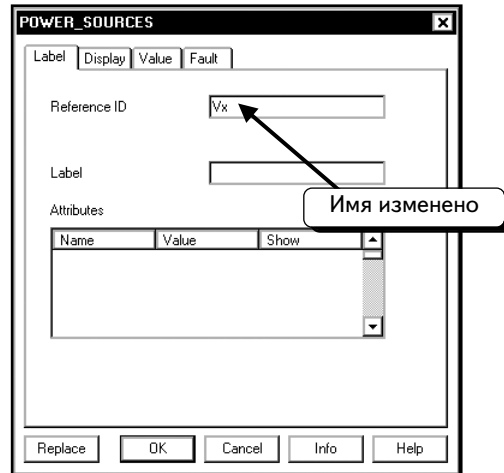 POWER_SOURCES
Label Display Value Fault
Reference ID Vx
Label
Имя изменено
Attributes
Name Value Show
Replace OK Cancel Info Help